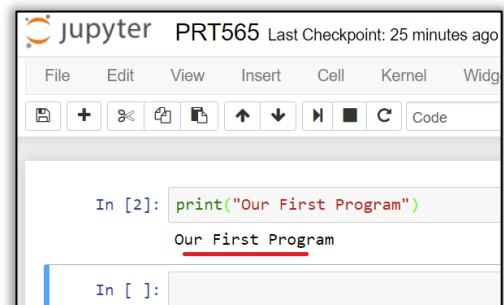 jupyter PRT565 Last Checkpoint: 25 minutes ago
File Edit View Insert Cell Kernel Widg
Code
In [2]: print("Our First Program")
Our First Program
In [ ]: